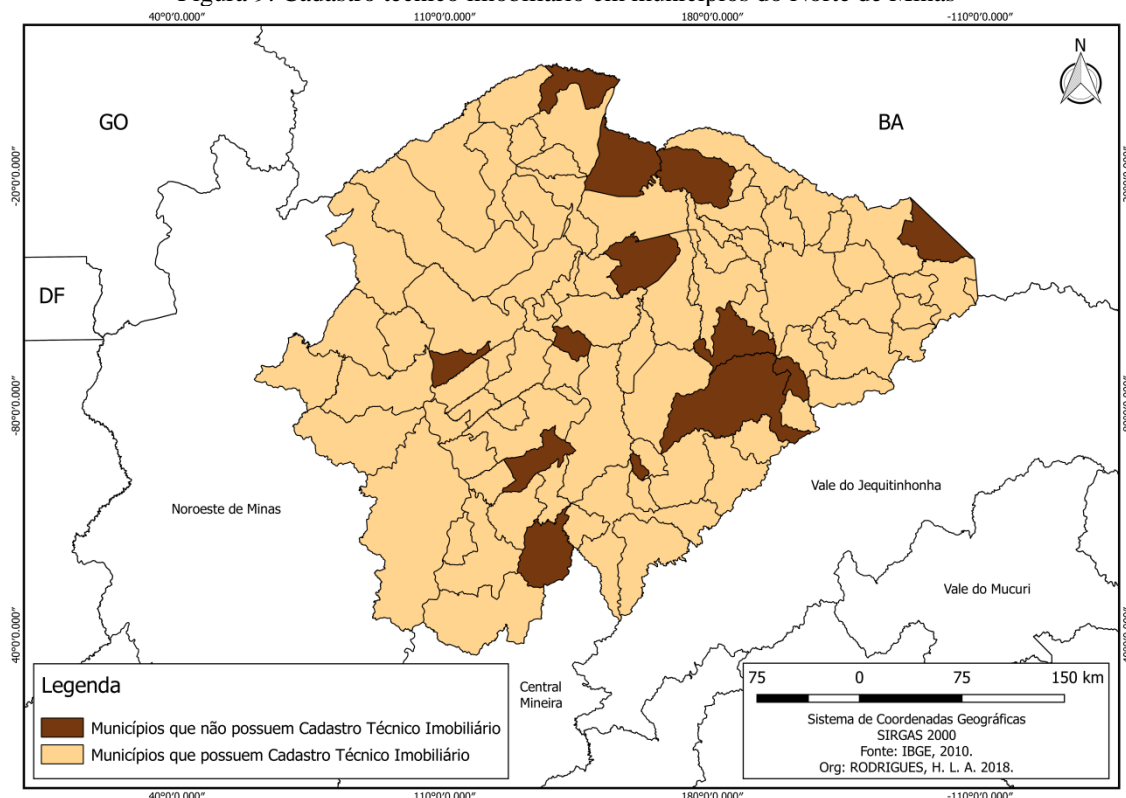 Figura 9: Cadastro técnico imobiliário em municípios do Norte de Minas
40°0'0.000" 110°0'0.000" 180°0'0.000" -110°0'0.000"
N
GO
BA
-20°0'0.000"
DF
-80°0'0.000"
Noroeste de Minas
Vale do Jequitinhonha
Vale do Mucuri
40°0'0.000"
Central
Mineira
Legenda
Municípios que não possuem Cadastro Técnico Imobiliário
Municípios que possuem Cadastro Técnico Imobiliário
75 0 75 150 km
Sistema de Coordenadas Geográficas
SIRGAS 2000
Fonte: IBGE, 2010.
Org: RODRIGUES, H. L. A. 2018.
40°0'0.000" 110°0'0.000" 180°0'0.000" -110°0'0.000"